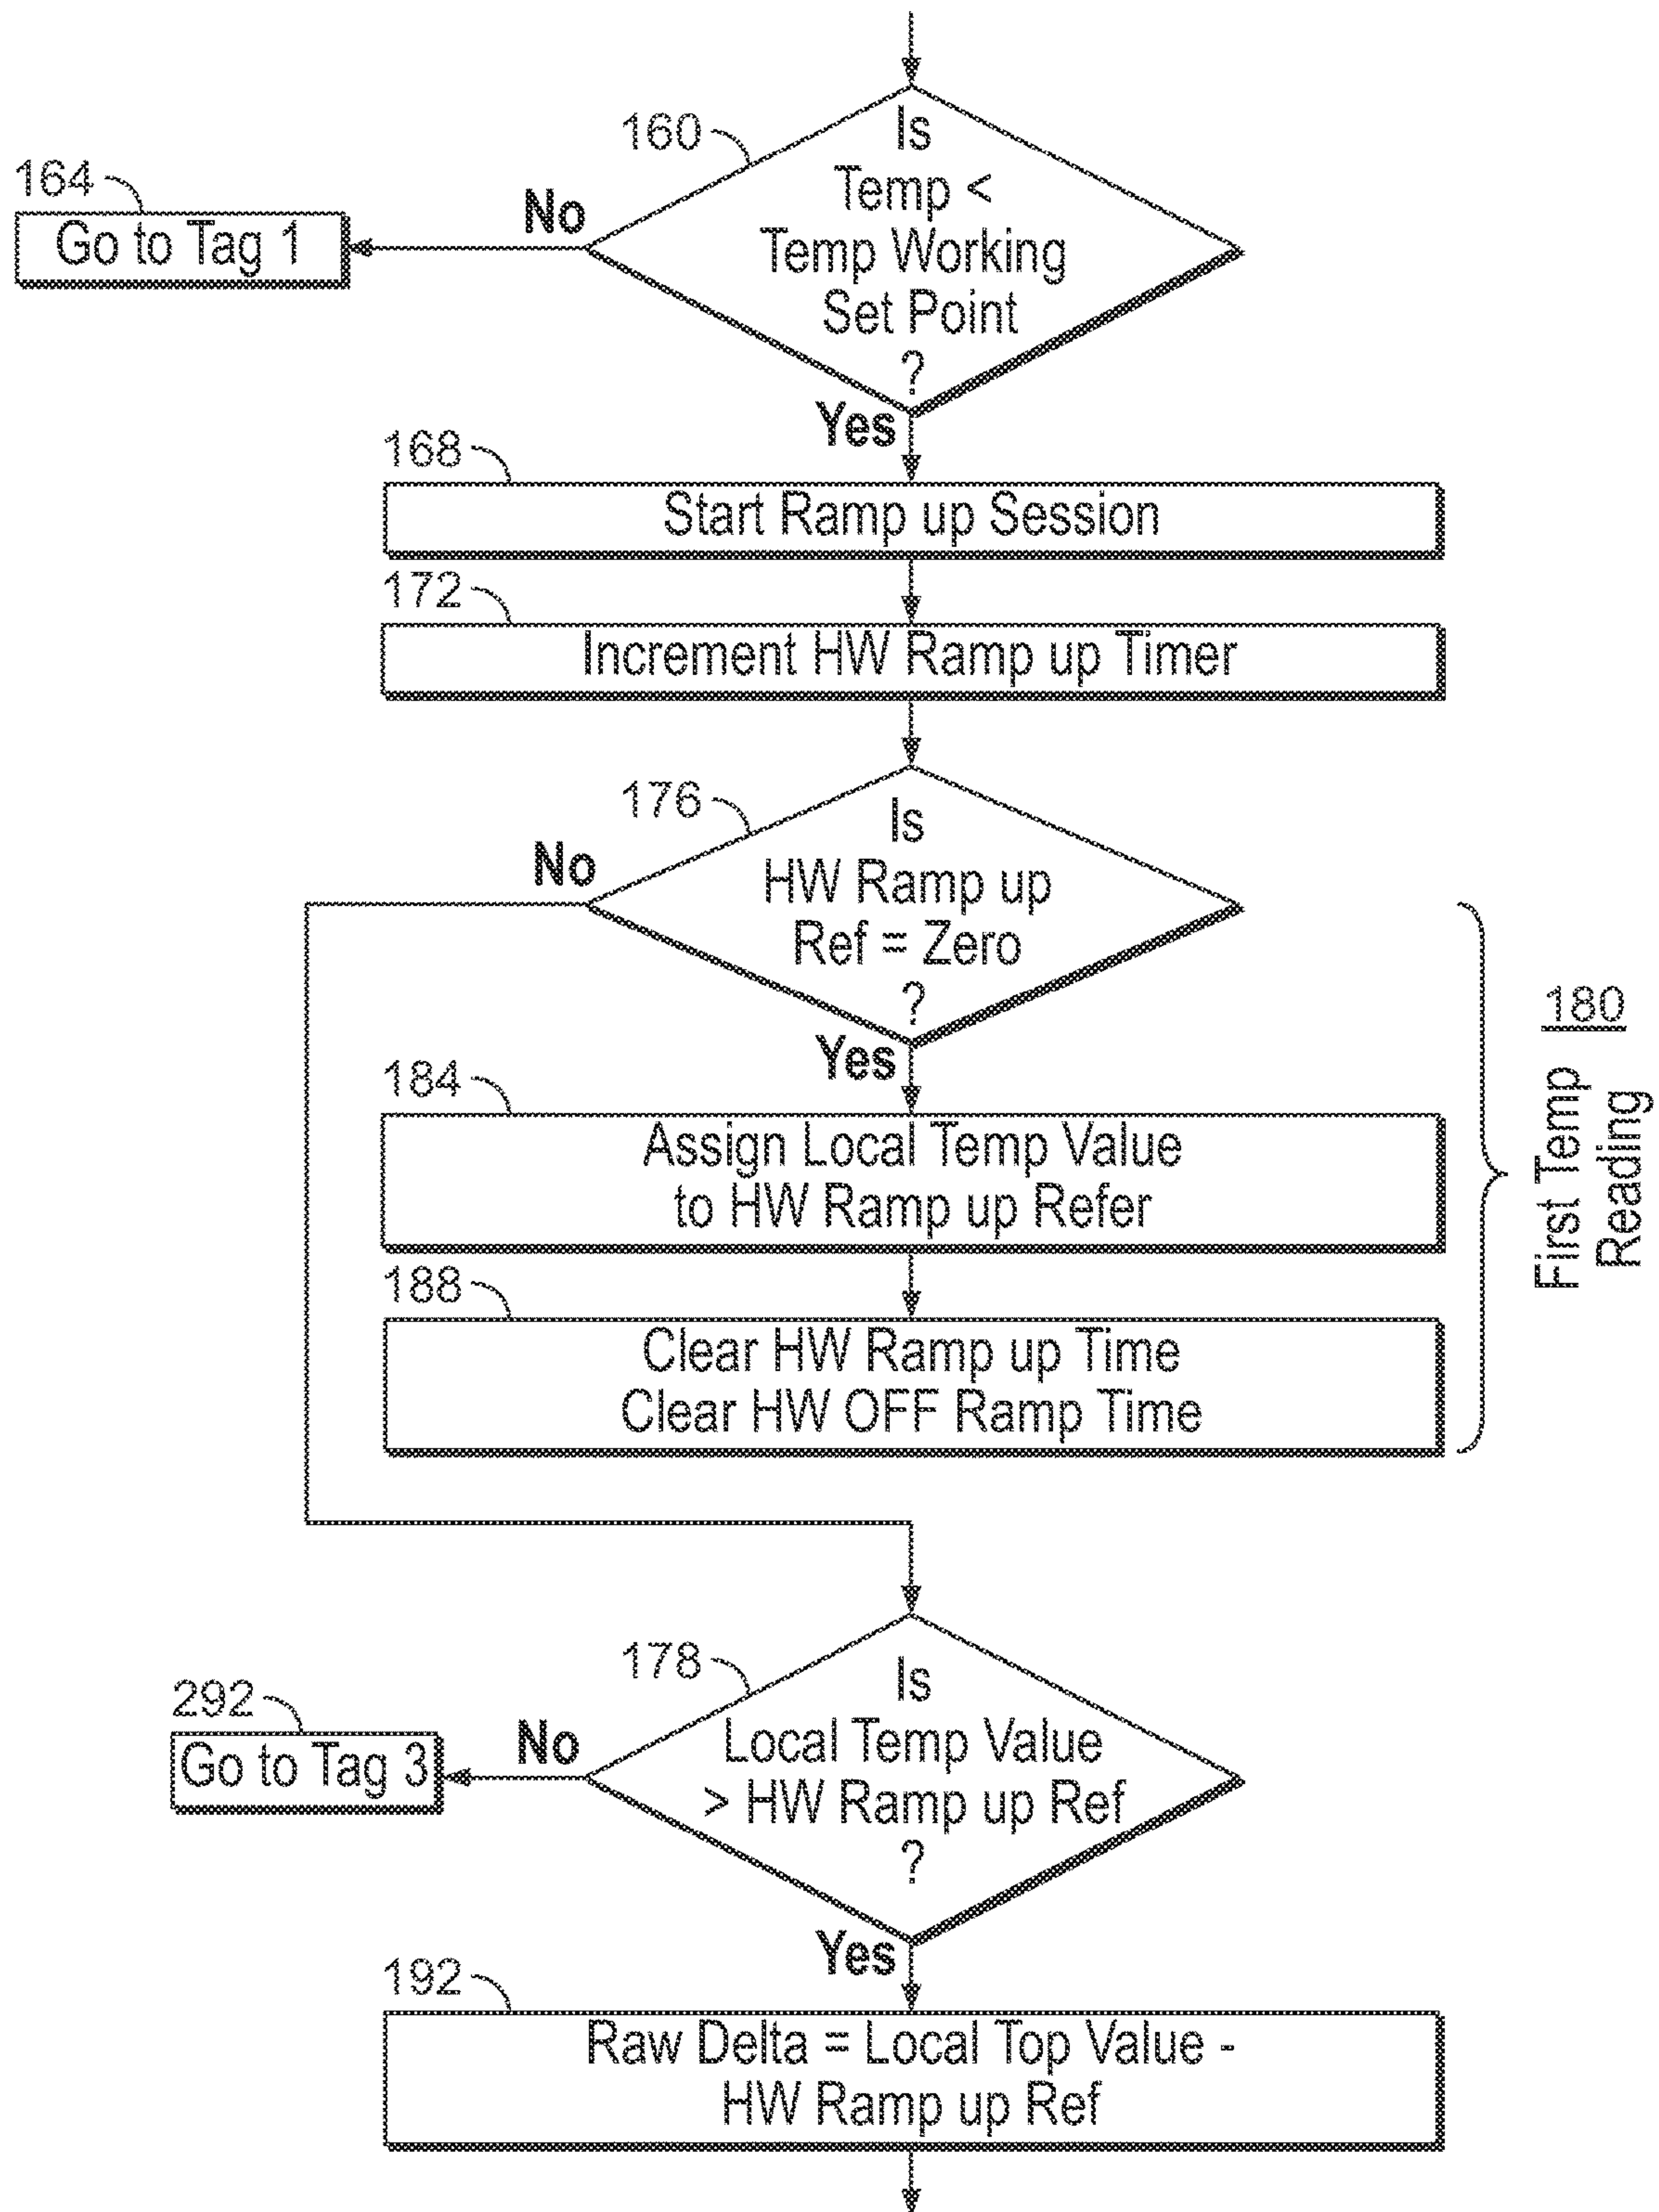 160
Is
Temp <
Temp Working
Set Point
?
164
Go to Tag 1
No
Yes
168
Start Ramp up Session
172
Increment HW Ramp up Timer
176
Is
HW Ramp up
Ref = Zero
?
No
Yes
184
Assign Local Temp Value
to HW Ramp up Refer
188
Clear HW Ramp up Time
Clear HW OFF Ramp Time
180
First Temp
Reading
178
Is
Local Temp Value
> HW Ramp up Ref
?
292
Go to Tag 3
No
Yes
192
Raw Delta = Local Top Value -
HW Ramp up Ref